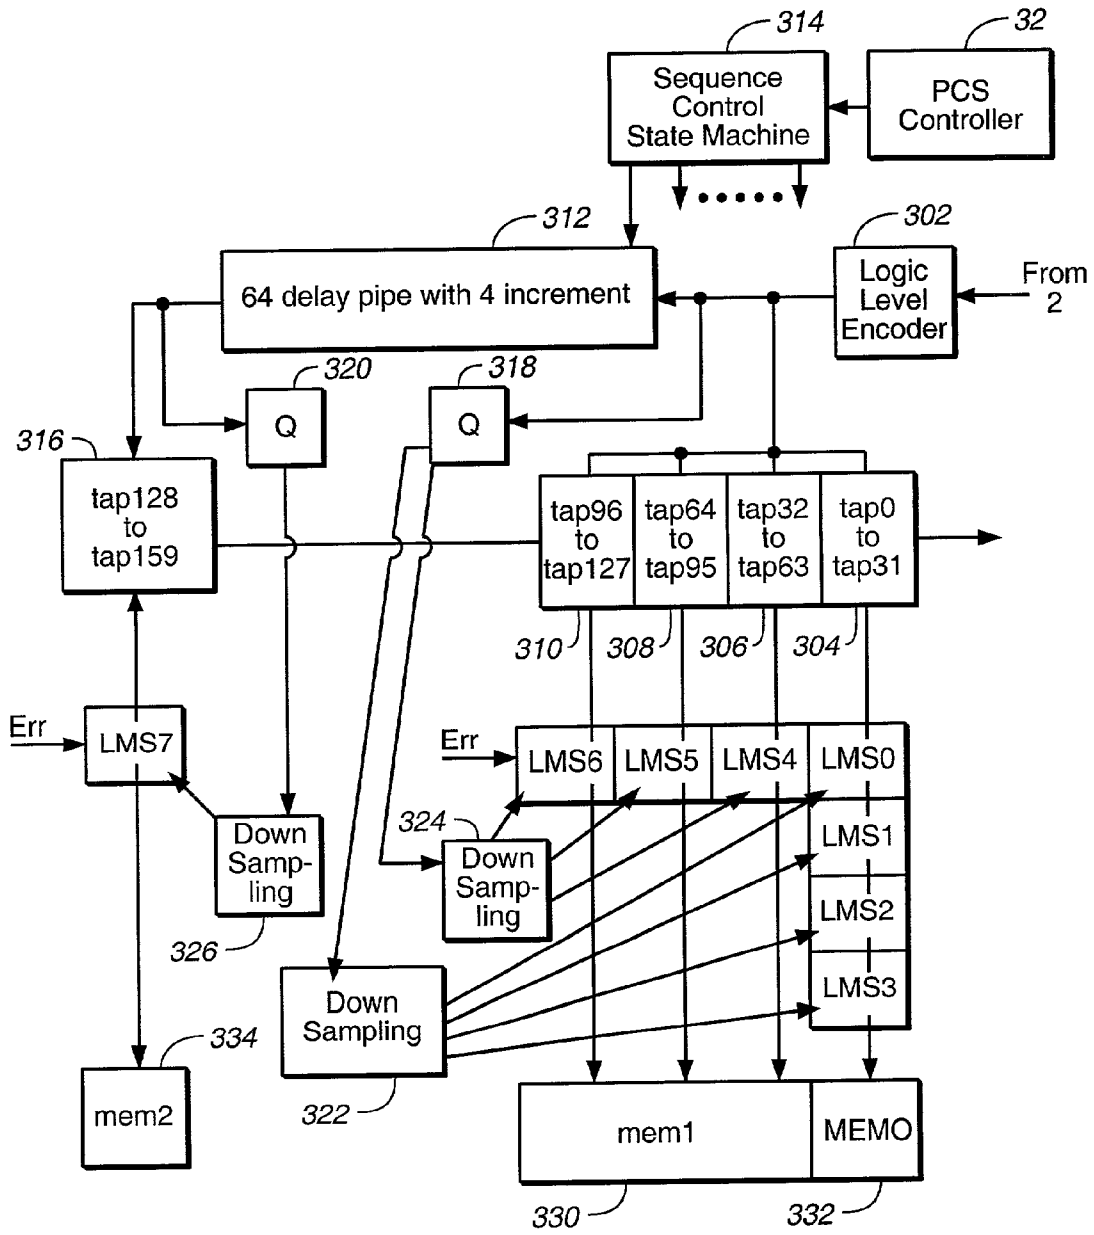 314
32
Sequence
Control
State Machine
PCS
Controller
312
302
64 delay pipe with 4 increment
Logic
Level
Encoder
From
2
320
318
Q
Q
316
tap128
to
tap159
tap96
to
tap127
tap64
to
tap95
tap32
to
tap63
tap0
to
tap31
310
308
306
304
Err
LMS7
Err
LMS6
LMS5
LMS4
LMS0
LMS1
LMS2
LMS3
324
Down
Samp-
ling
Down
Samp-
ling
326
Down
Sampling
322
334
mem2
mem1
MEMO
330
332